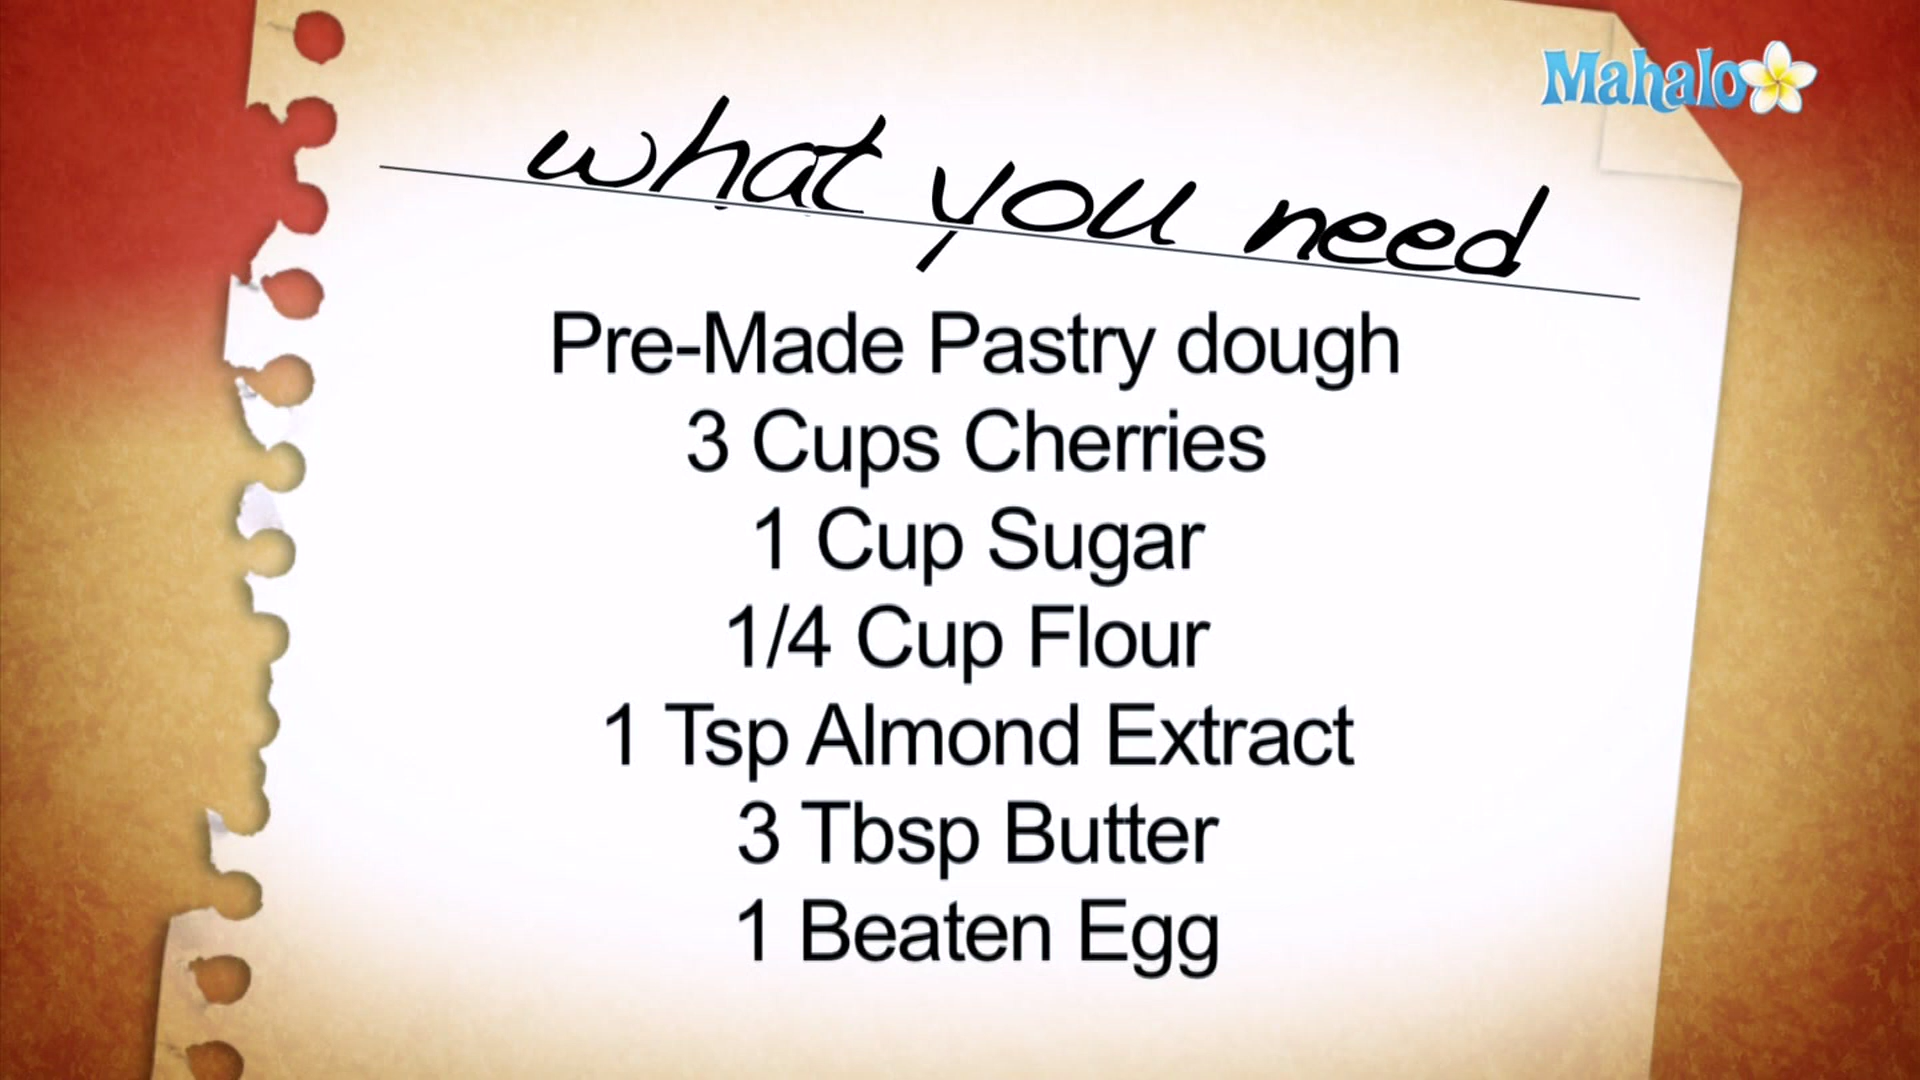 Mahalo
what you need
Pre-Made Pastry dough
3 Cups Cherries
1 Cup Sugar
1/4 Cup Flour
1 Tsp Almond Extract
3 Tbsp Butter
1 Beaten Egg